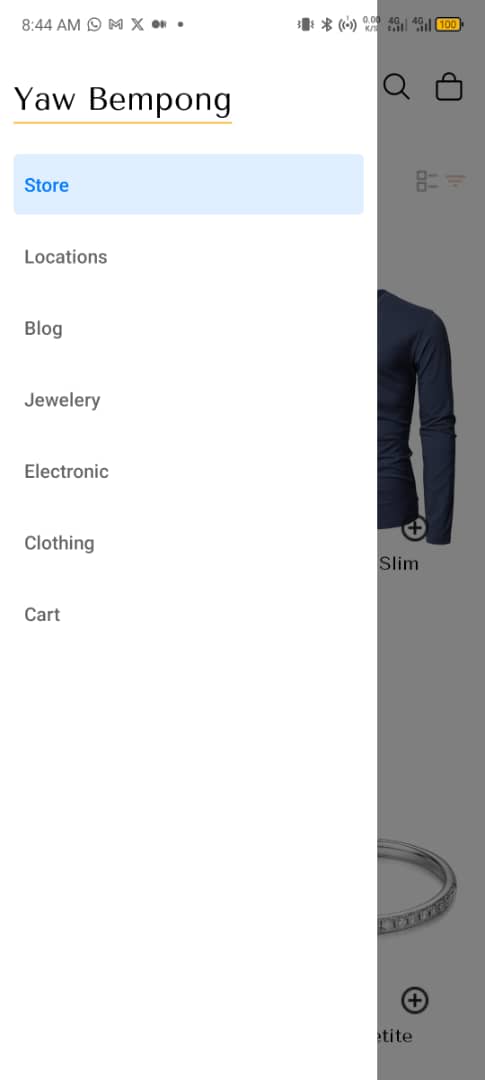 8:44 AM
0.00
K/S
4G
4G
100
Yaw Bempong
Store
Locations
Blog
Jewelery
Electronic
Clothing
Cart
Slim
etite